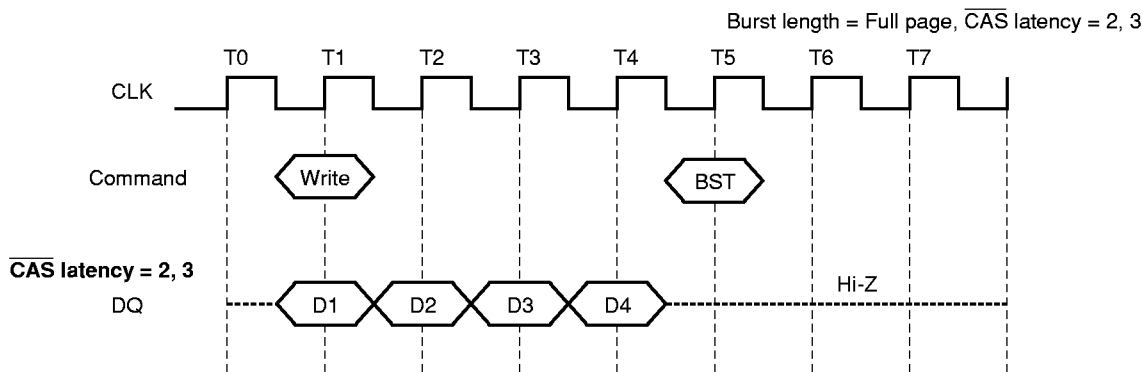 Burst length = Full page, CAS latency = 2, 3
T0 T1 T2 T3 T4 T5 T6 T7
CLK
Command Write BST
CAS latency = 2, 3
Hi-Z
DQ D1 D2 D3 D4